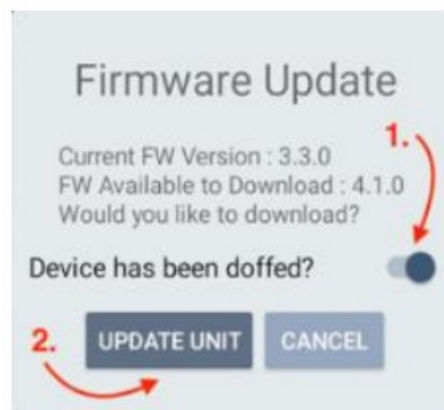 Firmware Update
1.
Current FW Version : 3.3.0
FW Available to Download : 4.1.0
Would you like to download?
Device has been doffed?
2.
UPDATE UNIT
CANCEL